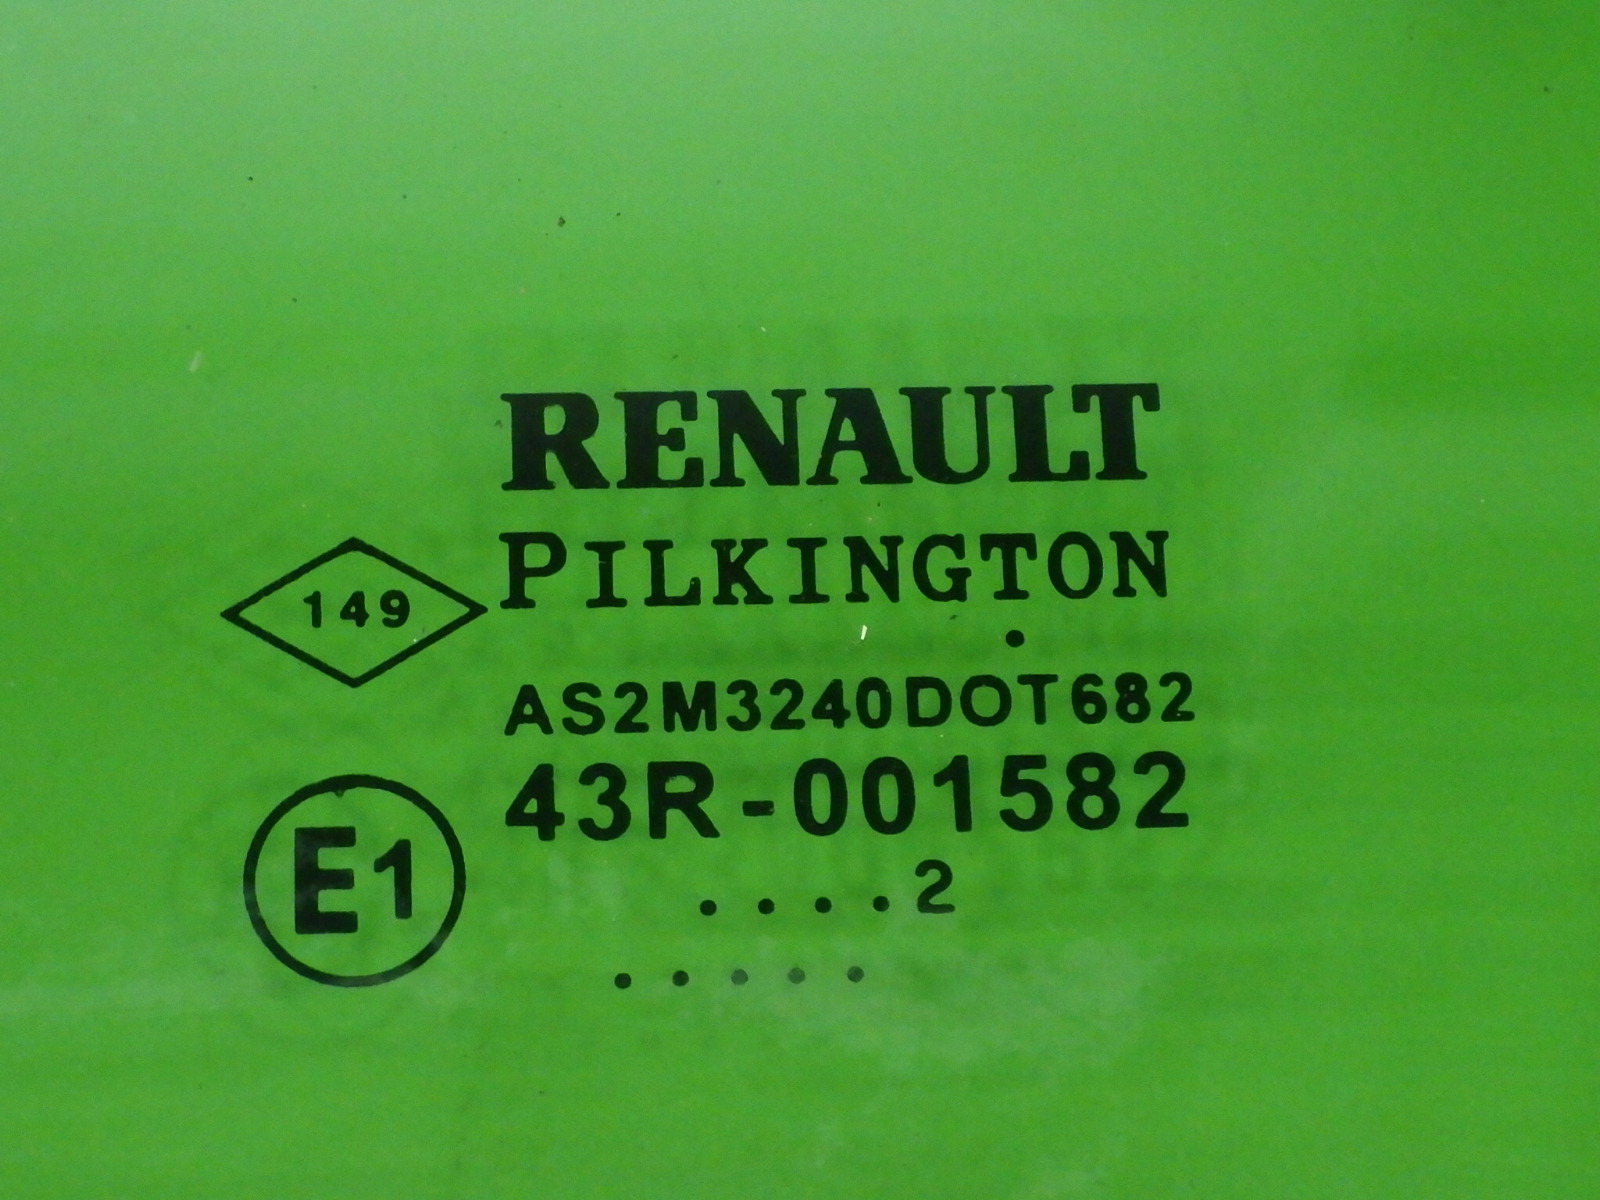 RENAULT
PILKINGTON
149
AS2M3240DOT682
43R-001582
E1
....2
.....